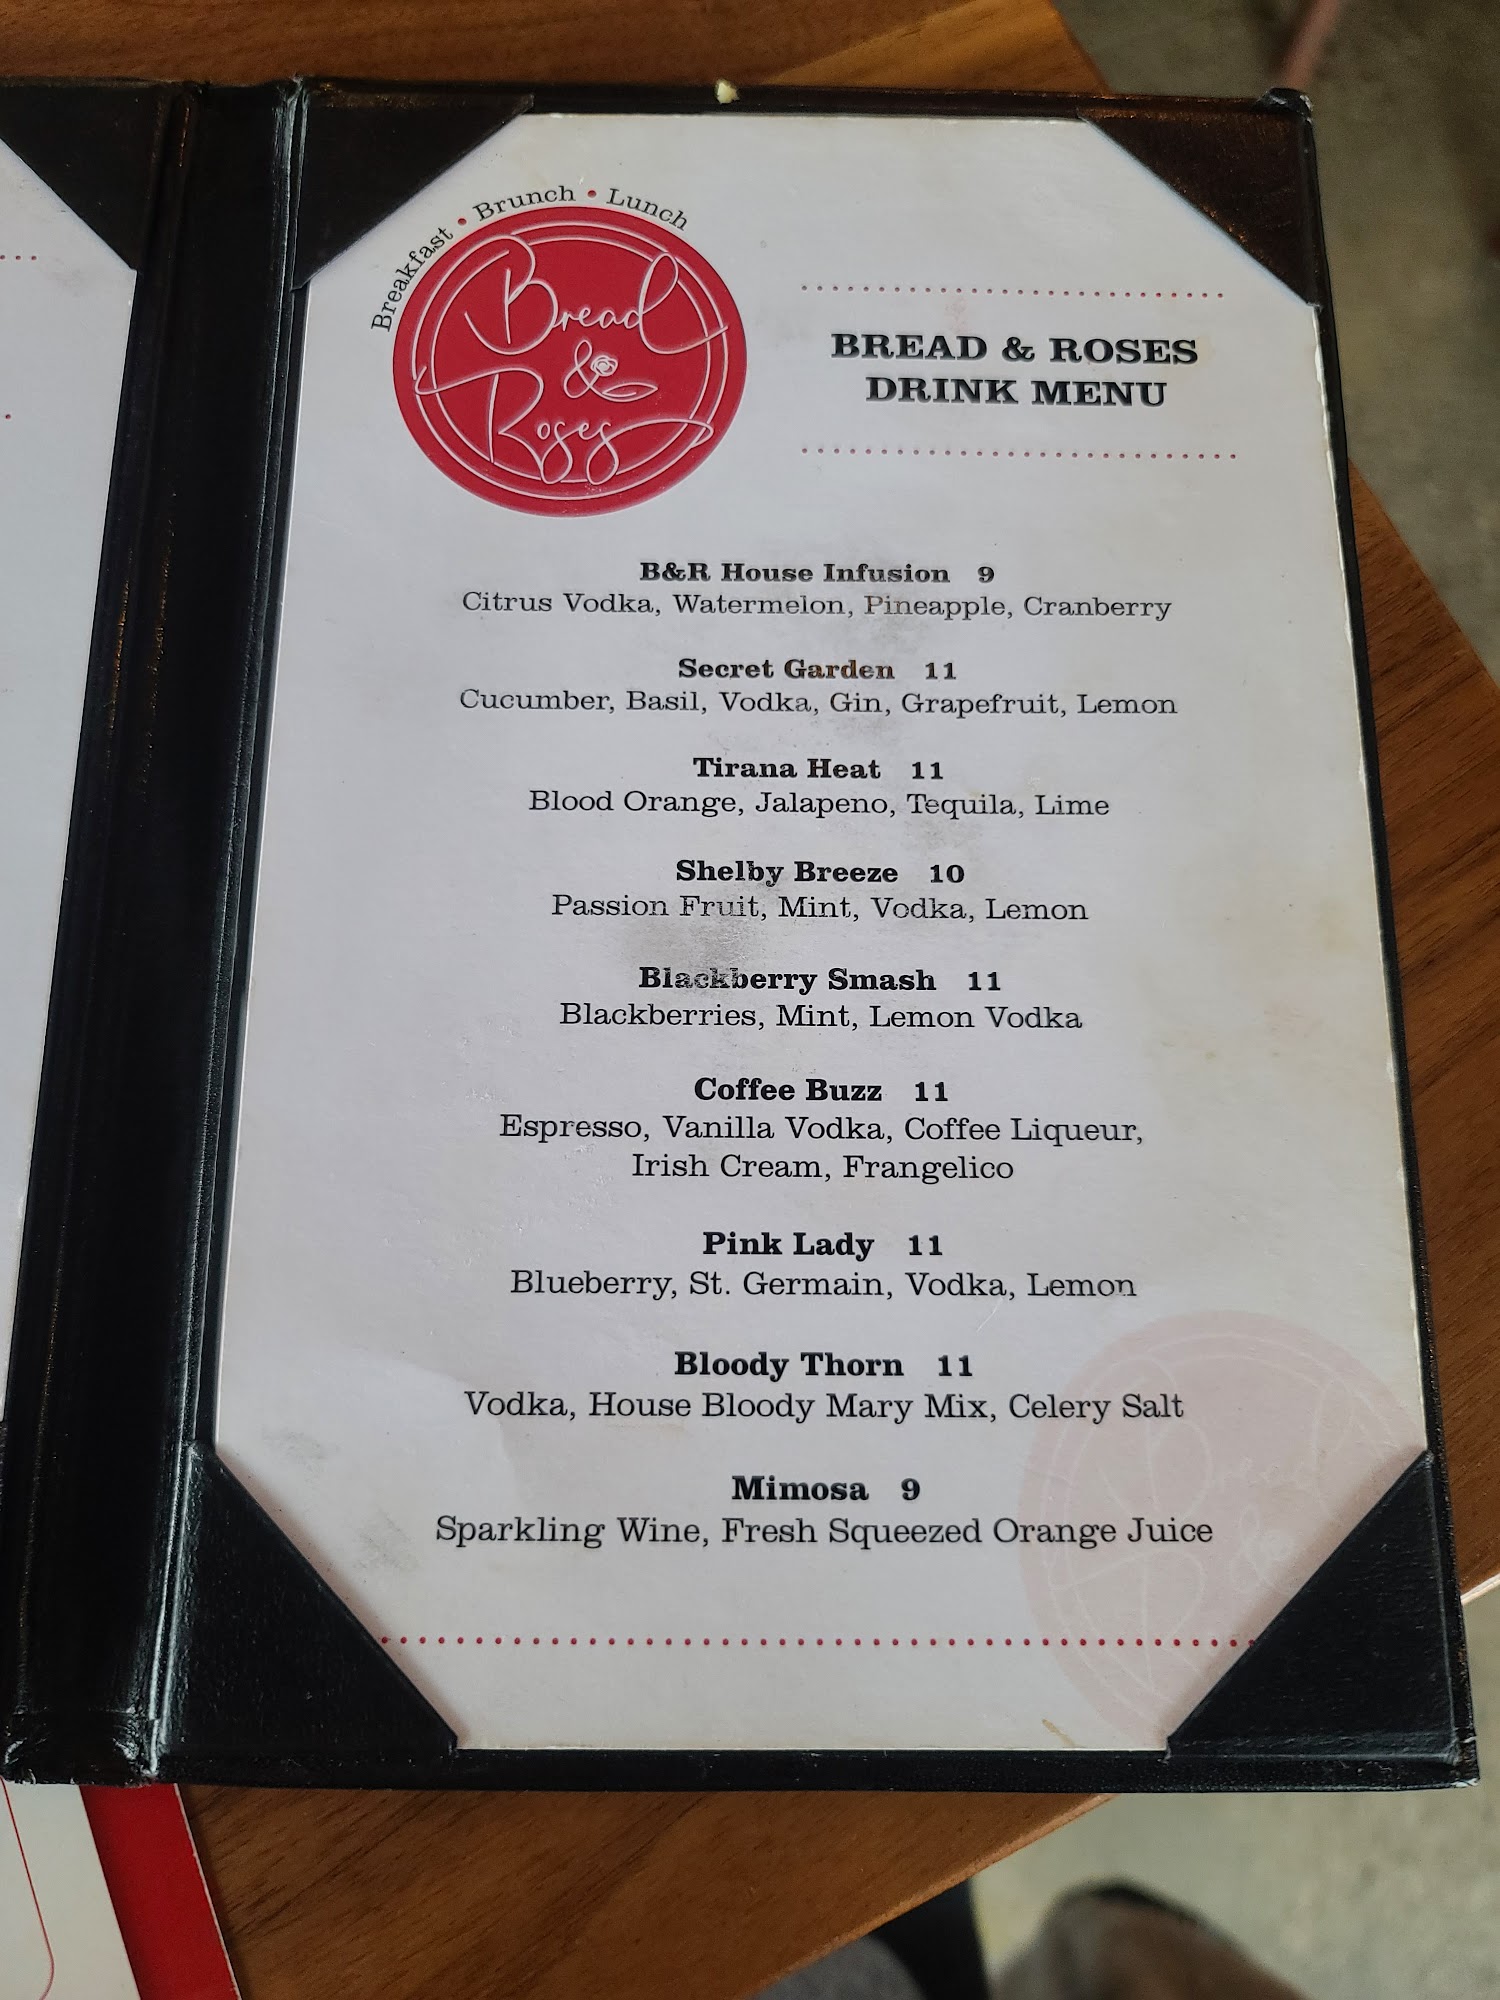 Breakfast • Brunch • Lunch
Bread
&
Roses
BREAD & ROSES
DRINK MENU
B&R House Infusion 9
Citrus Vodka, Watermelon, Pineapple, Cranberry
Secret Garden 11
Cucumber, Basil, Vodka, Gin, Grapefruit, Lemon
Tirana Heat 11
Blood Orange, Jalapeno, Tequila, Lime
Shelby Breeze 10
Passion Fruit, Mint, Vodka, Lemon
Blackberry Smash 11
Blackberries, Mint, Lemon Vodka
Coffee Buzz 11
Espresso, Vanilla Vodka, Coffee Liqueur,
Irish Cream, Frangelico
Pink Lady 11
Blueberry, St. Germain, Vodka, Lemon
Bloody Thorn 11
Vodka, House Bloody Mary Mix, Celery Salt
Mimosa 9
Sparkling Wine, Fresh Squeezed Orange Juice